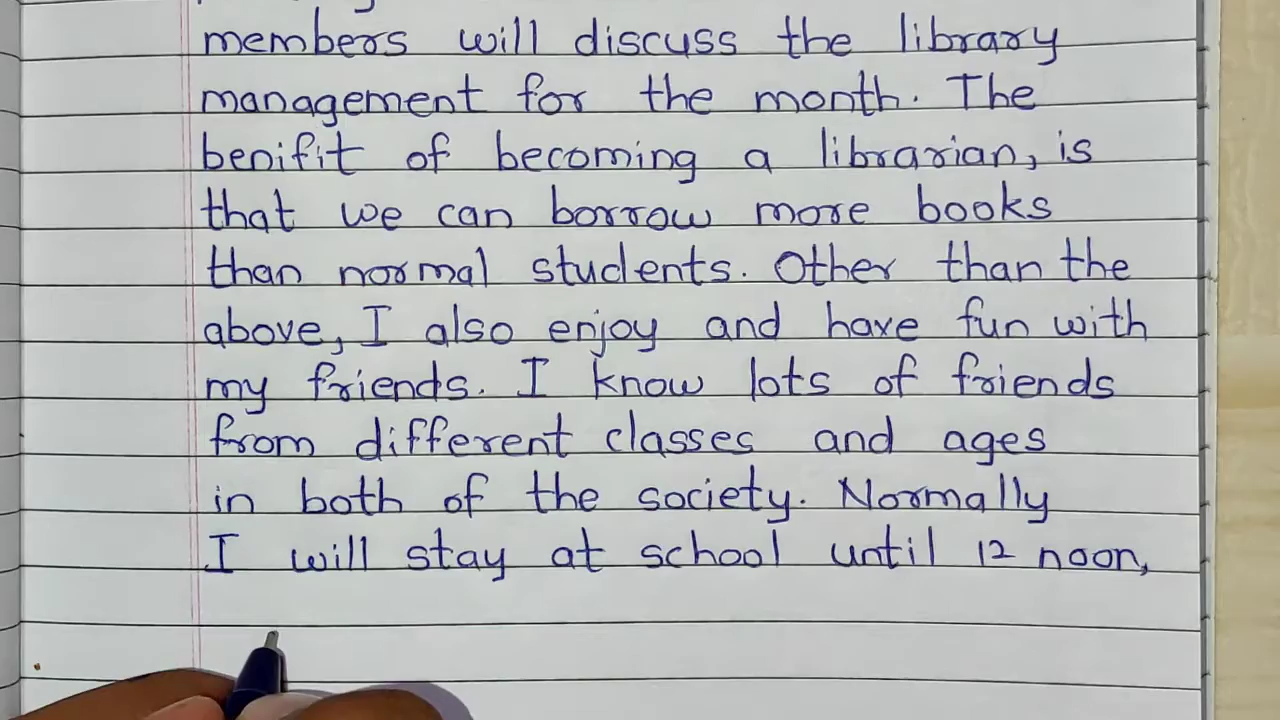 members will discuss the library
management for the month. The
benifit of becoming a librarian, is
that we can borrow more books
than normal students. Other than the
above, I also enjoy and have fun with
my friends. I know lots of friends
from different classes and ages
in both of the society. Normally
I will stay at school until 12 noon,